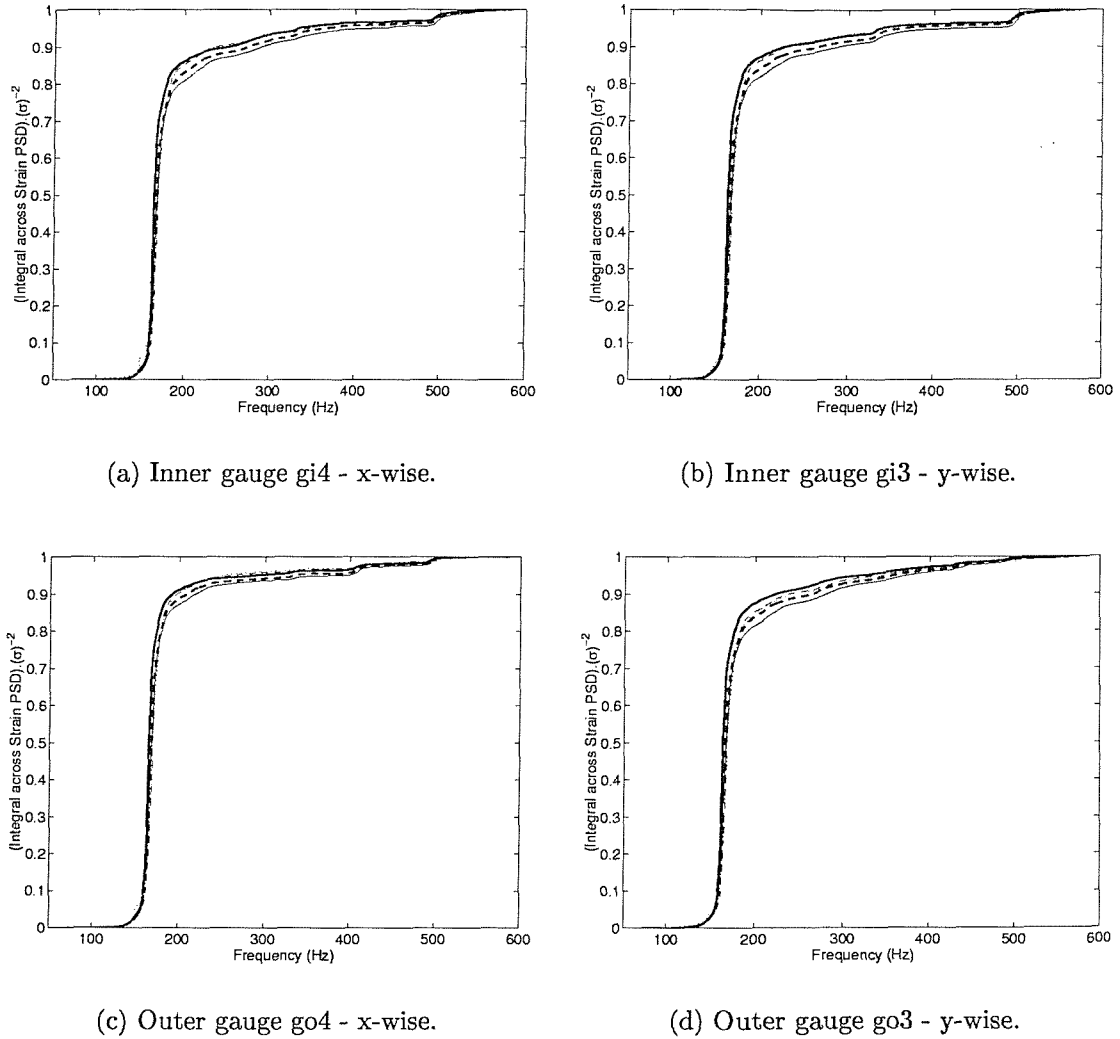 (Integral across Strain PSD).(σ)⁻²
1
0.9
0.8
0.7
0.6
0.5
0.4
0.3
0.2
0.1
0
100 200 300 400 500 600
Frequency (Hz)
(a) Inner gauge gi4 - x-wise.
(Integral across Strain PSD).(σ)⁻²
1
0.9
0.8
0.7
0.6
0.5
0.4
0.3
0.2
0.1
0
100 200 300 400 500 600
Frequency (Hz)
(b) Inner gauge gi3 - y-wise.
(Integral across Strain PSD).(σ)⁻²
1
0.9
0.8
0.7
0.6
0.5
0.4
0.3
0.2
0.1
0
100 200 300 400 500 600
Frequency (Hz)
(c) Outer gauge go4 - x-wise.
(Integral across Strain PSD).(σ)⁻²
1
0.9
0.8
0.7
0.6
0.5
0.4
0.3
0.2
0.1
0
100 200 300 400 500 600
Frequency (Hz)
(d) Outer gauge go3 - y-wise.